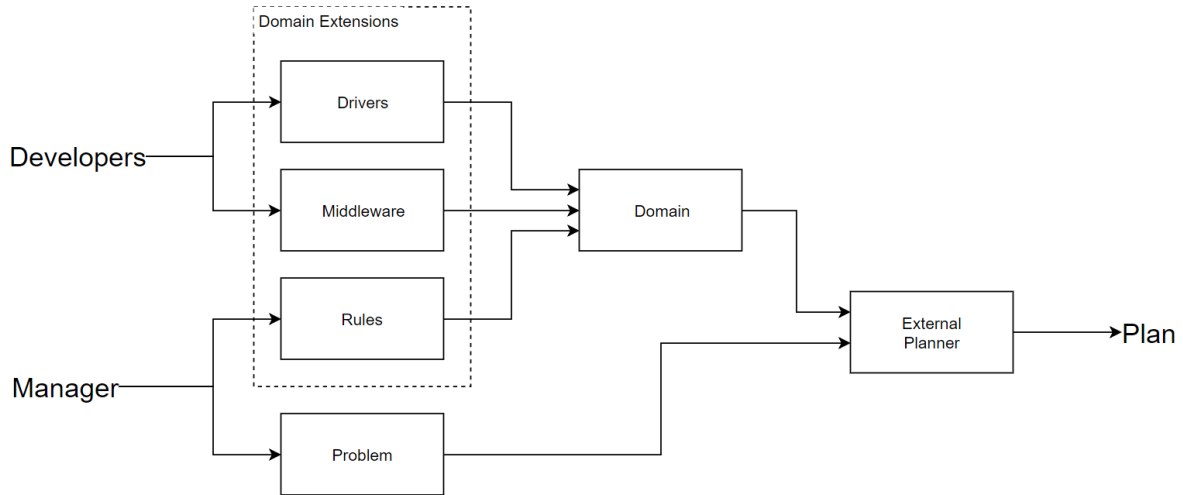 Domain Extensions
Drivers
Developers
Middleware
Domain
Rules
External
Planner
Plan
Manager
Problem